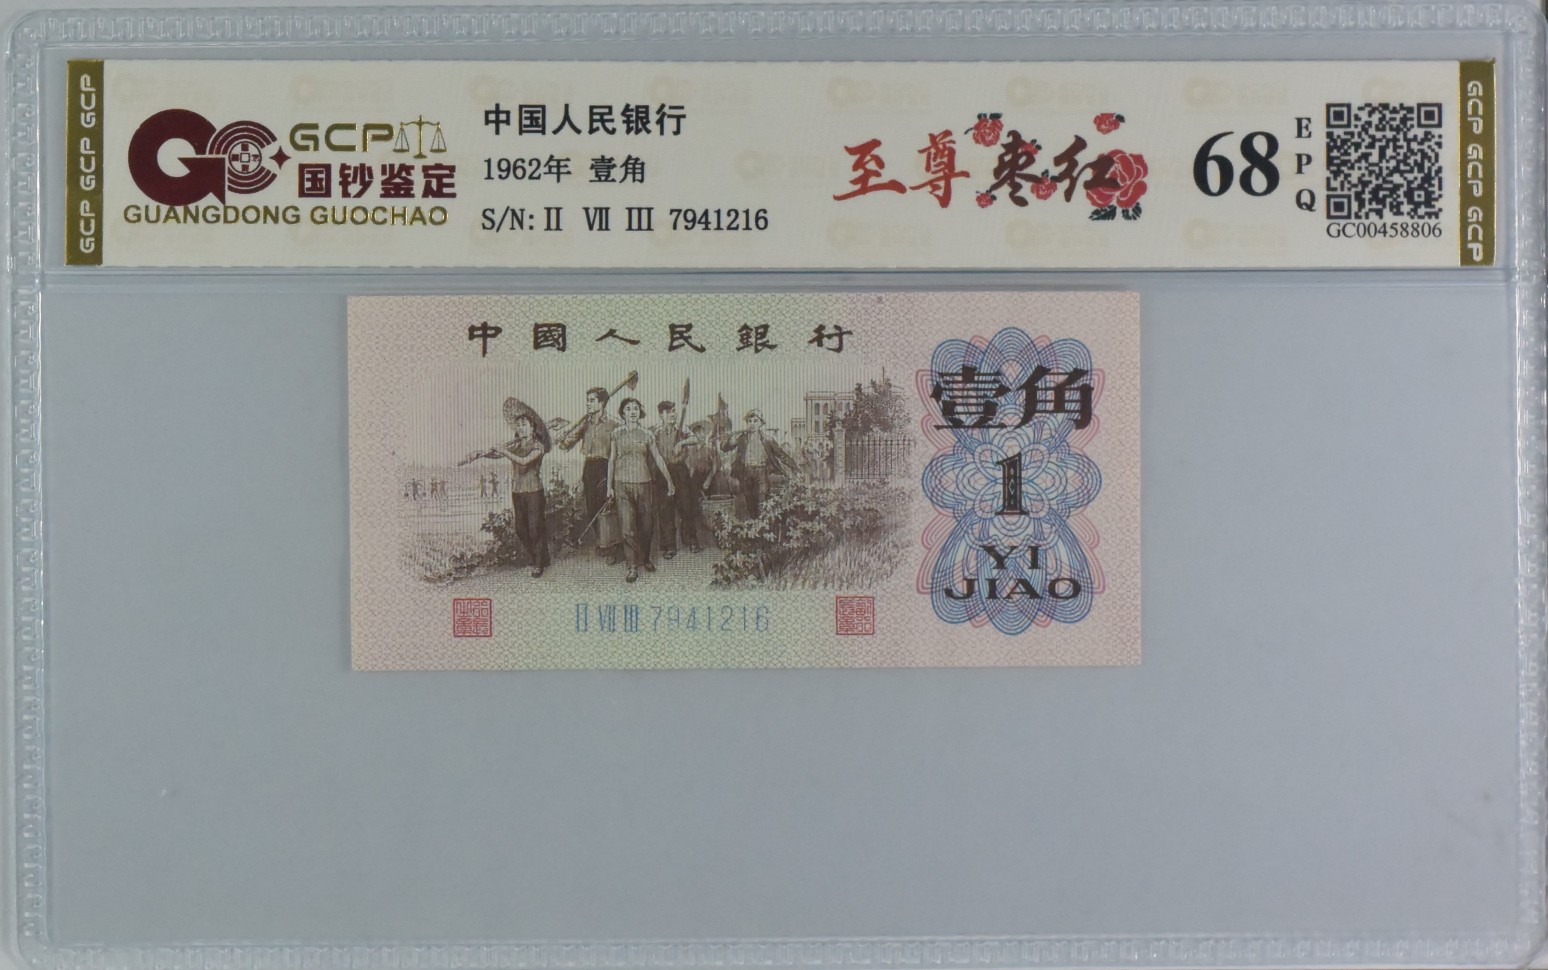 GCP GCP GCP
GCP
国钞鉴定
GUANGDONG GUOCHAO
中国人民银行
1962年 壹角
S/N: II VII III 7941216
至尊枣红
68
EPQ
GC00458806
GCP GCP GCP
中國人民銀行
壹角
1
YI
JIAO
II VII III 7941216